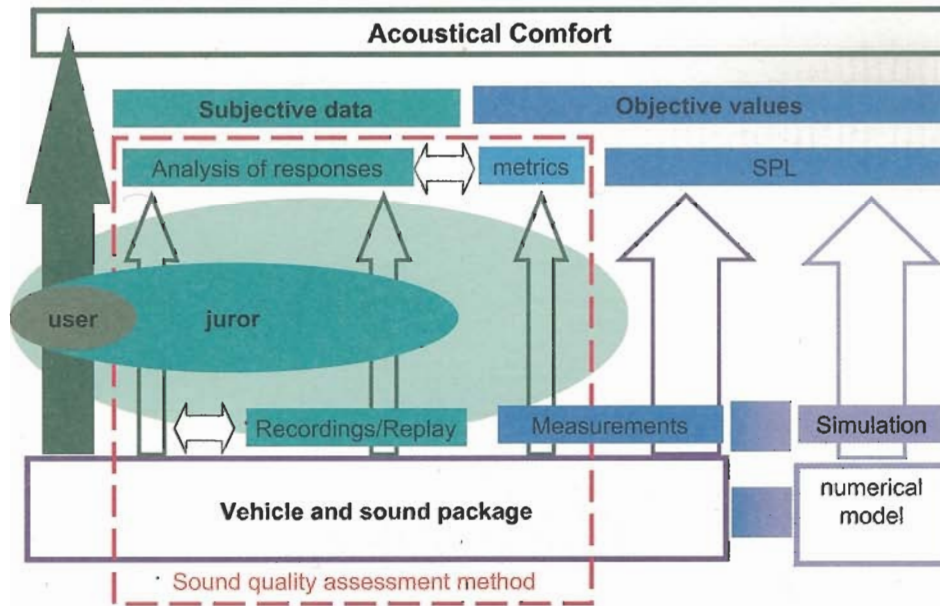 Acoustical Comfort
Subjective data
Objective values
Analysis of responses
metrics
SPL
user
juror
Recordings/Replay
Measurements
Simulation
Vehicle and sound package
numerical
model
Sound quality assessment method